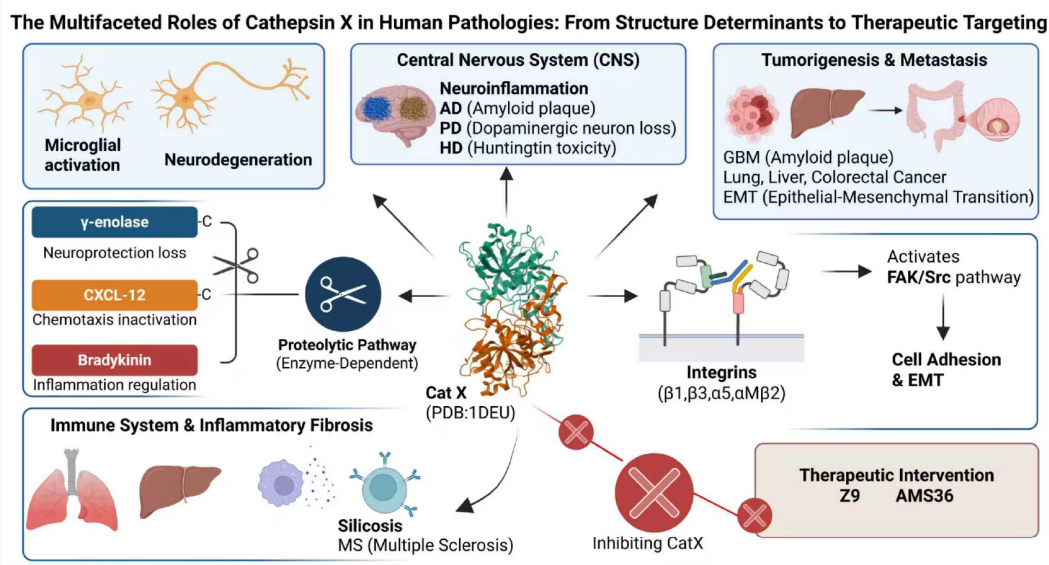 The Multifaceted Roles of Cathepsin X in Human Pathologies: From Structure Determinants to Therapeutic Targeting
Microglial
activation
Neurodegeneration
Central Nervous System (CNS)
Neuroinflammation
AD (Amyloid plaque)
PD (Dopaminergic neuron loss)
HD (Huntingtin toxicity)
Tumorigenesis & Metastasis
GBM (Amyloid plaque)
Lung, Liver, Colorectal Cancer
EMT (Epithelial-Mesenchymal Transition)
γ-enolase
-C
Neuroprotection loss
CXCL-12
-C
Chemotaxis inactivation
Bradykinin
Inflammation regulation
Proteolytic Pathway
(Enzyme-Dependent)
Cat X
(PDB:1DEU)
Integrins
(β1,β3,α5,αMβ2)
Activates
FAK/Src pathway
Cell Adhesion
& EMT
Immune System & Inflammatory Fibrosis
Silicosis
MS (Multiple Sclerosis)
Inhibiting CatX
Therapeutic Intervention
Z9 AMS36